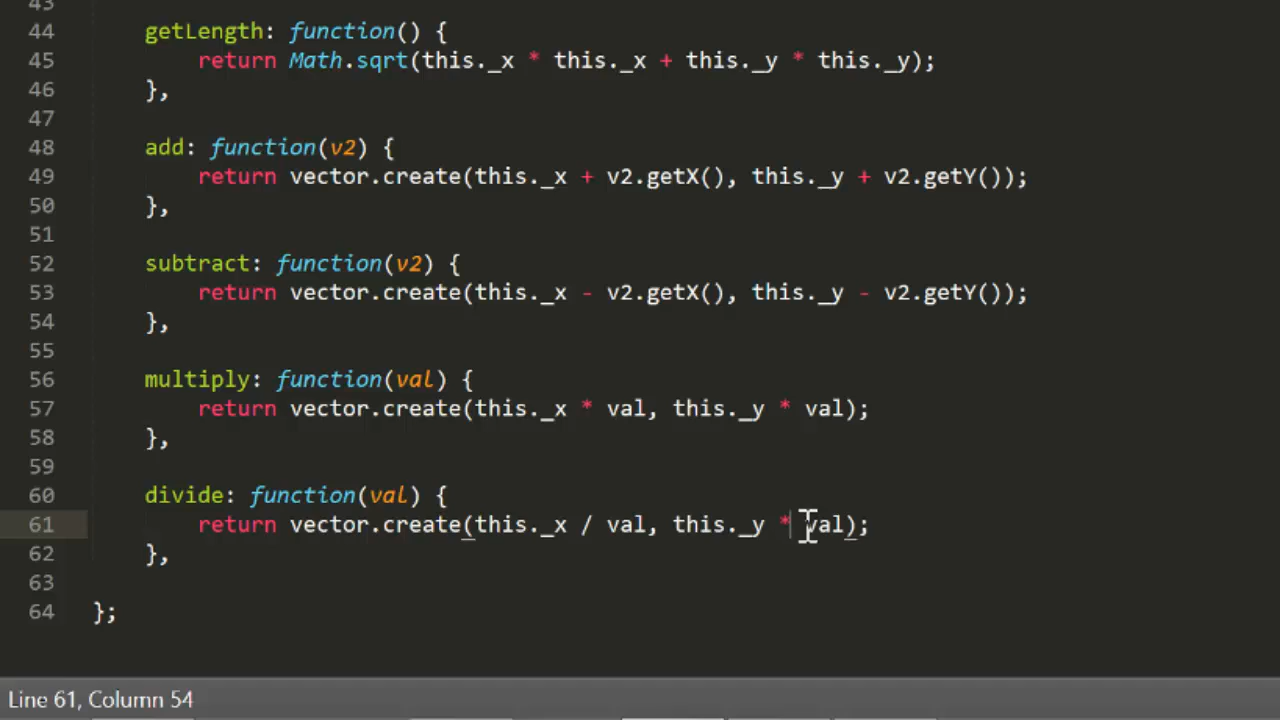 43
44 getLength: function() {
45 return Math.sqrt(this._x * this._x + this._y * this._y);
46 },
47
48 add: function(v2) {
49 return vector.create(this._x + v2.getX(), this._y + v2.getY());
50 },
51
52 subtract: function(v2) {
53 return vector.create(this._x - v2.getX(), this._y - v2.getY());
54 },
55
56 multiply: function(val) {
57 return vector.create(this._x * val, this._y * val);
58 },
59
60 divide: function(val) {
61 return vector.create(this._x / val, this._y * val);
62 },
63
64 };
Line 61, Column 54